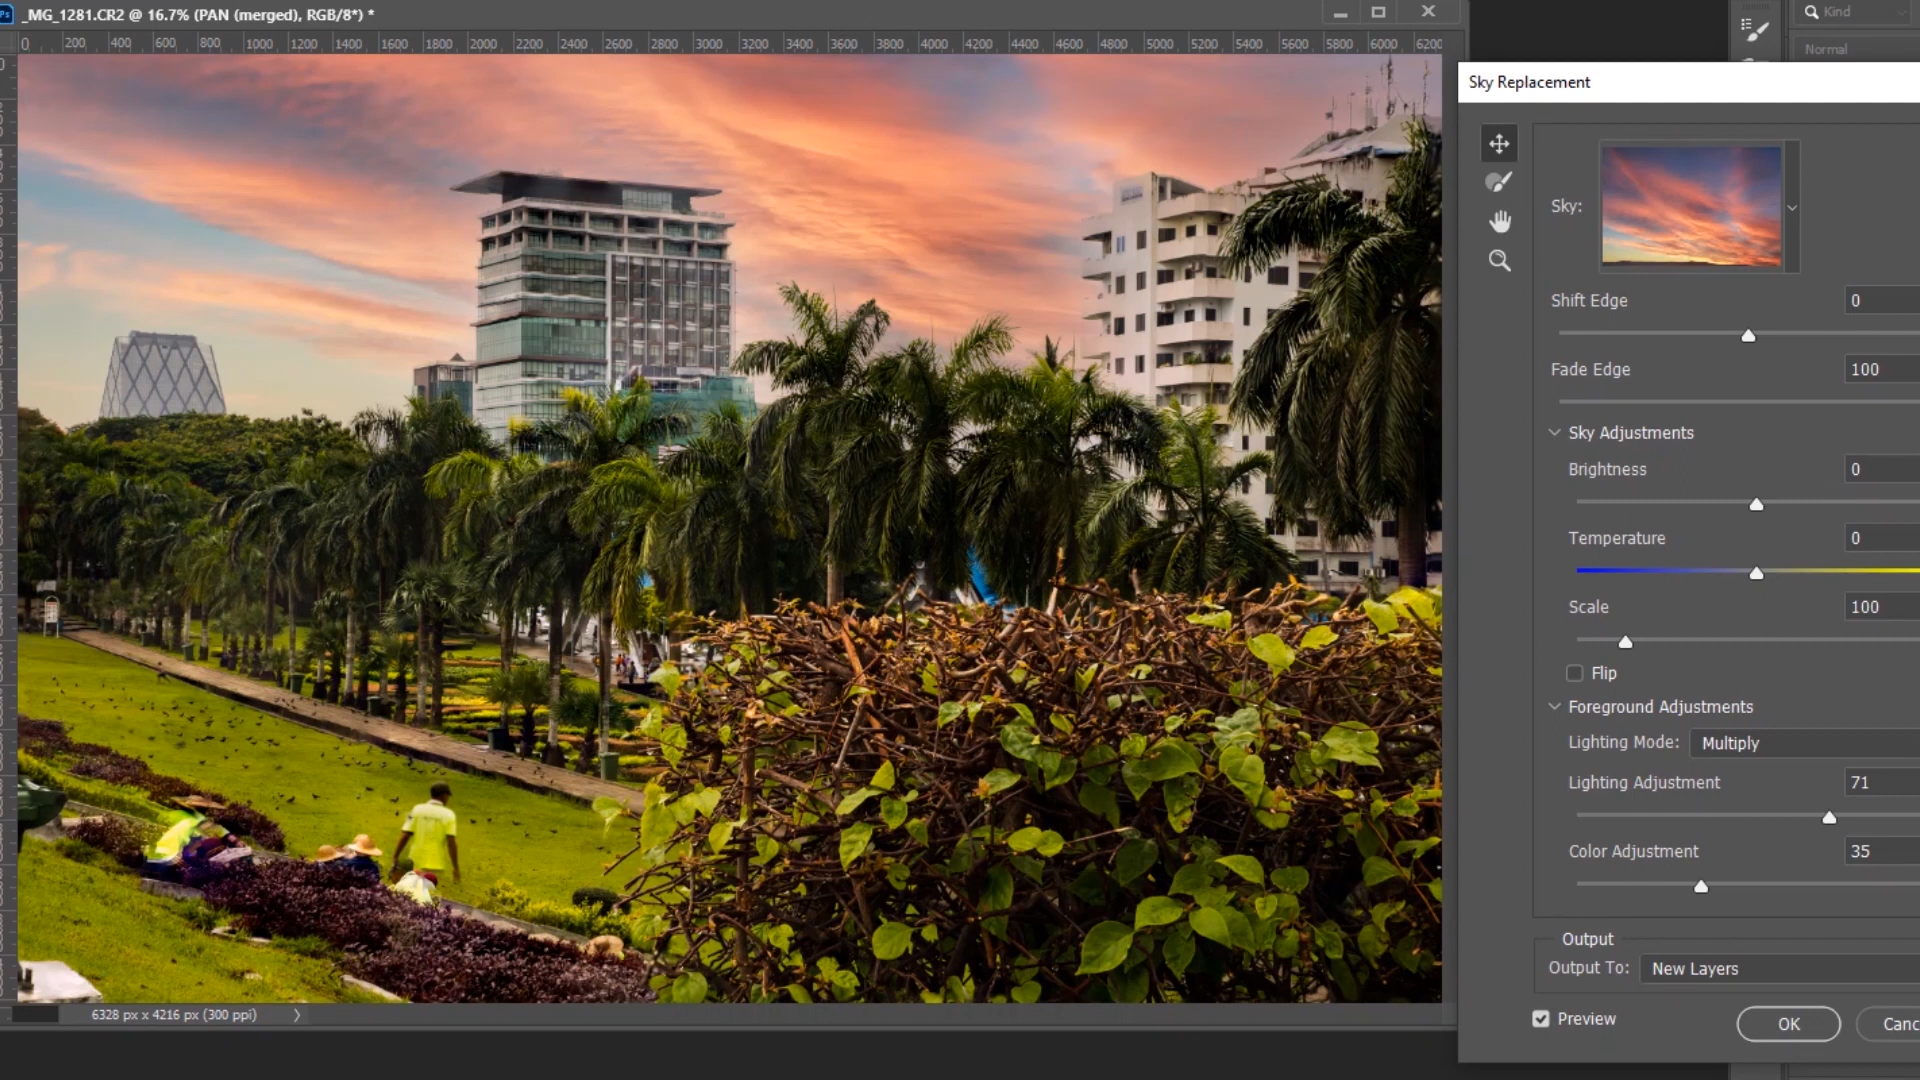 Ps _MG_1281.CR2 @ 16.7% (PAN (merged), RGB/8*) *
0 200 400 600 800 1000 1200 1400 1600 1800 2000 2200 2400 2600 2800 3000 3200 3400 3600 3800 4000 4200 4400 4600 4800 5000 5200 5400 5600 5800 6000 6200
Kind
Normal
Sky Replacement
Sky:
Shift Edge 0
Fade Edge 100
Sky Adjustments
Brightness 0
Temperature 0
Scale 100
Flip
Foreground Adjustments
Lighting Mode: Multiply
Lighting Adjustment 71
Color Adjustment 35
Output
Output To: New Layers
Preview
OK
Canc
6328 px x 4216 px (300 ppi)